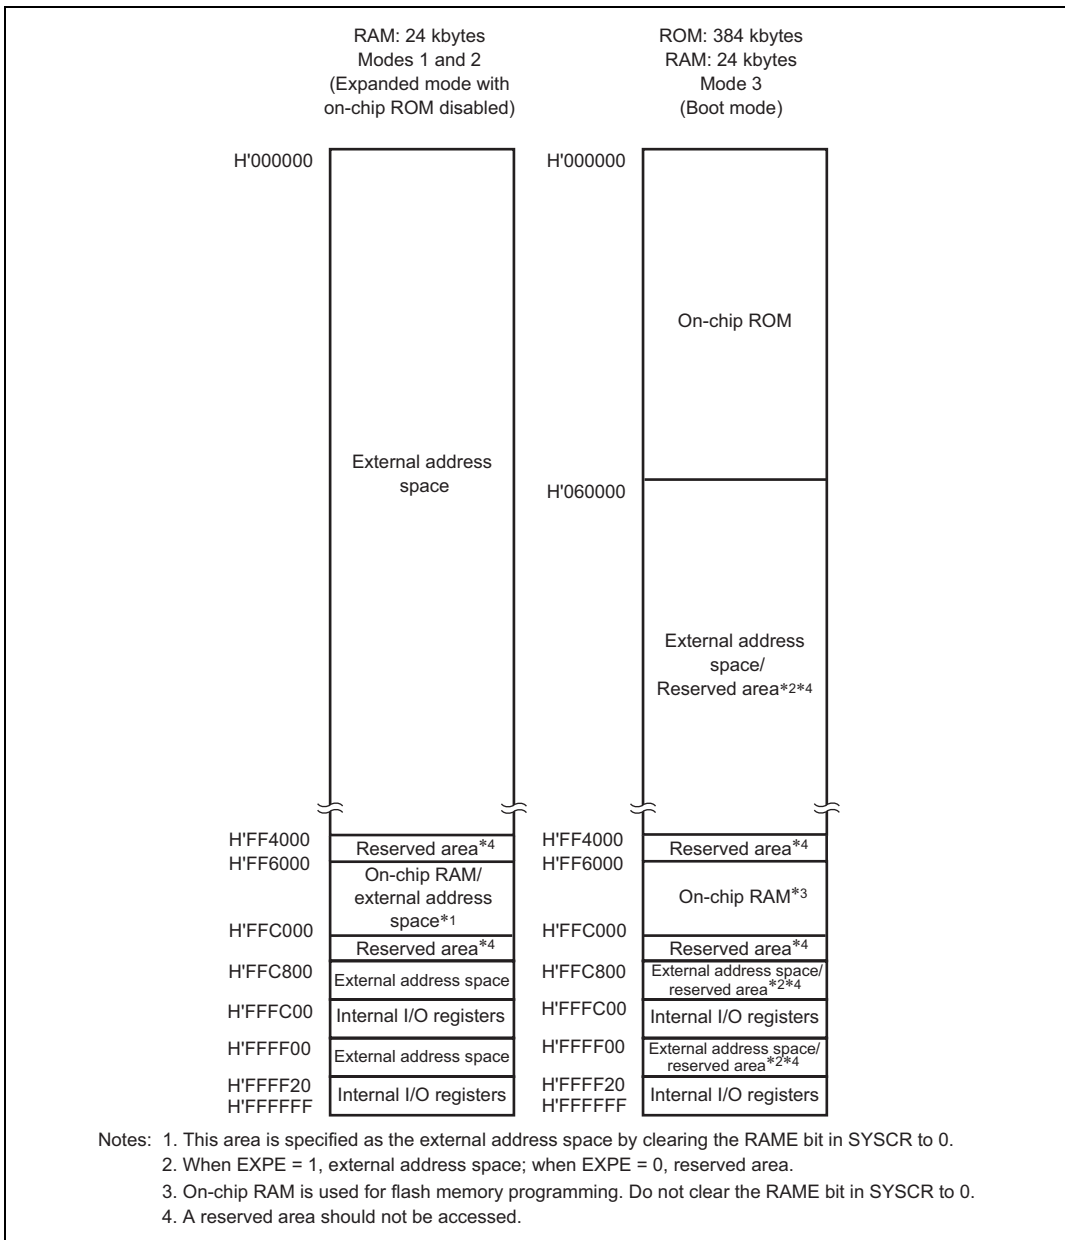 RAM: 24 kbytes
Modes 1 and 2
(Expanded mode with
on-chip ROM disabled)
ROM: 384 kbytes
RAM: 24 kbytes
Mode 3
(Boot mode)
H'000000
External address
space
H'FF4000
Reserved area*4
H'FF6000
On-chip RAM/
external address
space*1
H'FFC000
Reserved area*4
H'FFC800
External address space
H'FFFC00
Internal I/O registers
H'FFFF00
External address space
H'FFFF20
Internal I/O registers
H'FFFFFF
H'000000
On-chip ROM
H'060000
External address
space/
Reserved area*2*4
H'FF4000
Reserved area*4
H'FF6000
On-chip RAM*3
H'FFC000
Reserved area*4
H'FFC800
External address space/
reserved area*2*4
H'FFFC00
Internal I/O registers
H'FFFF00
External address space/
reserved area*2*4
H'FFFF20
Internal I/O registers
H'FFFFFF
Notes: 1. This area is specified as the external address space by clearing the RAME bit in SYSCR to 0.
2. When EXPE = 1, external address space; when EXPE = 0, reserved area.
3. On-chip RAM is used for flash memory programming. Do not clear the RAME bit in SYSCR to 0.
4. A reserved area should not be accessed.